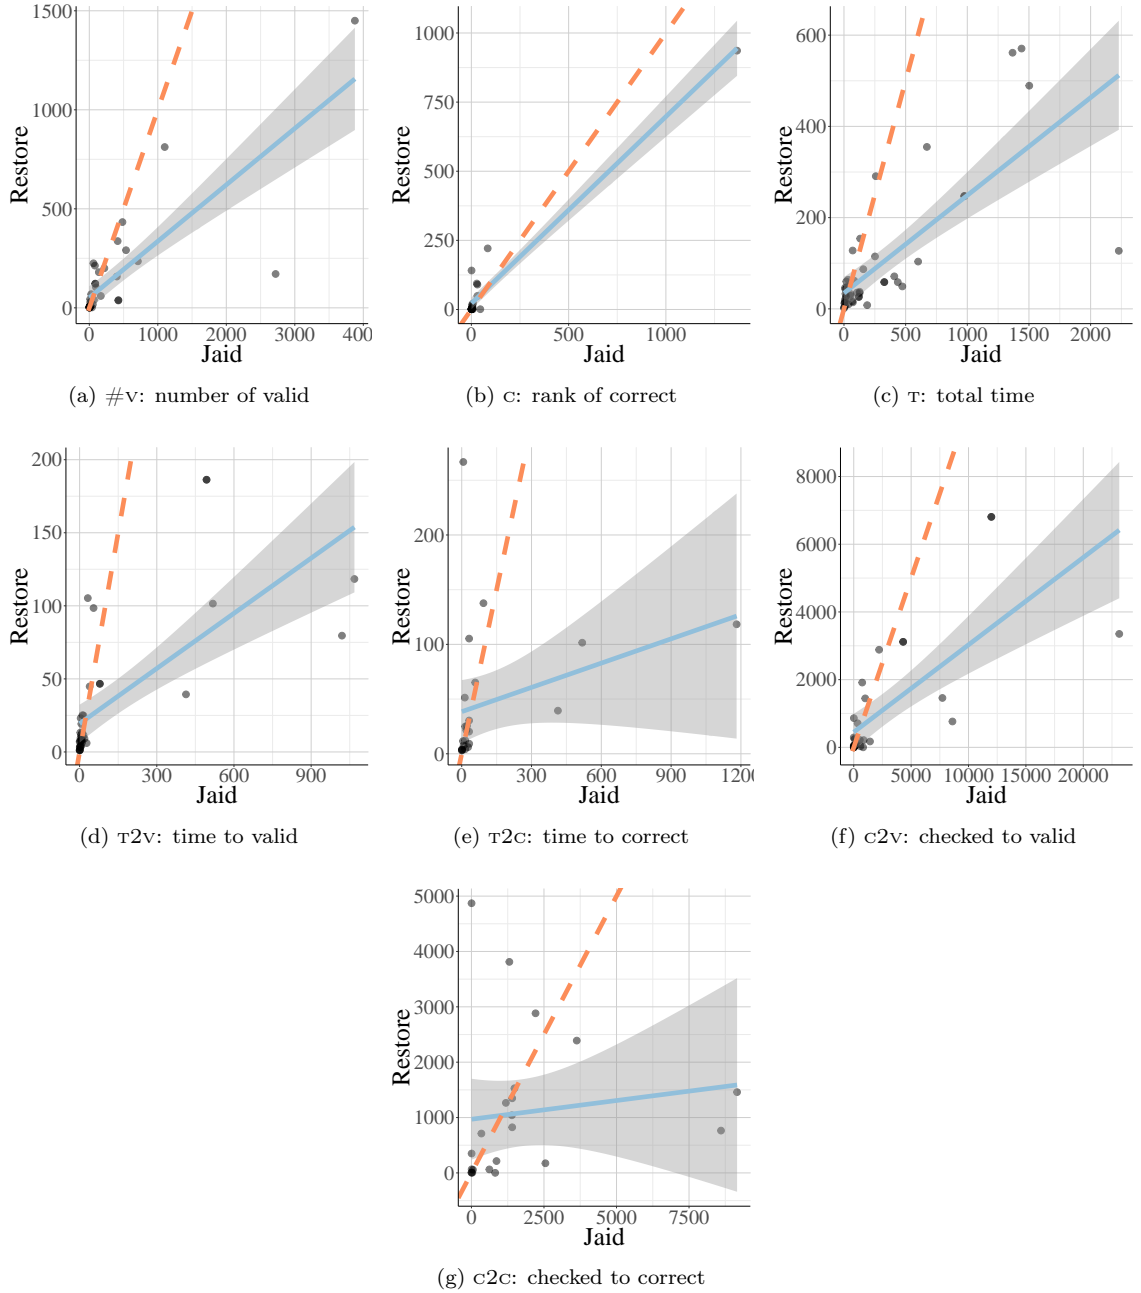 1500
1000
500
0
Restore
0 1000 2000 3000 400
Jaid
(a) #V: number of valid
1000
750
500
250
0
Restore
0 500 1000
Jaid
(b) C: rank of correct
600
400
200
0
Restore
0 500 1000 1500 2000
Jaid
(c) T: total time
200
150
100
50
0
Restore
0 300 600 900
Jaid
(d) T2V: time to valid
200
100
0
Restore
0 300 600 900 1200
Jaid
(e) T2C: time to correct
8000
6000
4000
2000
0
Restore
0 5000 10000 15000 20000
Jaid
(f) C2V: checked to valid
5000
4000
3000
2000
1000
0
Restore
0 2500 5000 7500
Jaid
(g) C2C: checked to correct